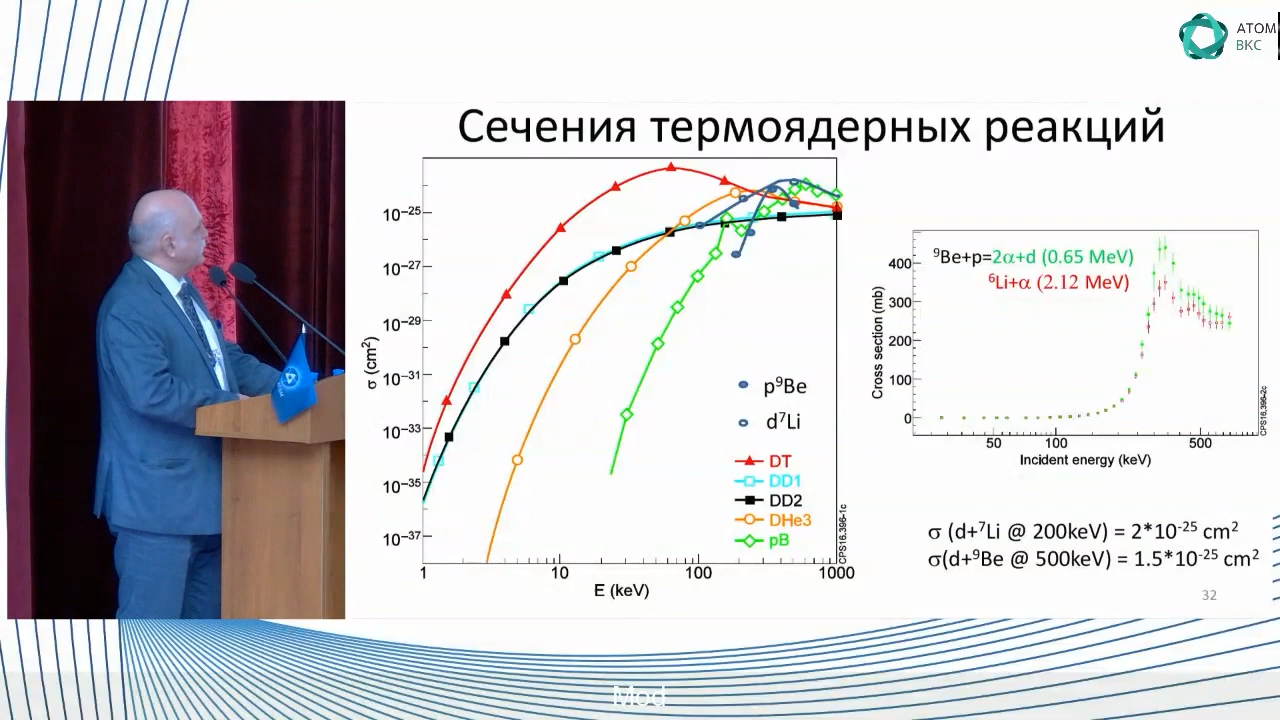 АТОМ
ВКС
Сечения термоядерных реакций
σ (cm²)
10⁻²⁵
10⁻²⁷
10⁻²⁹
10⁻³¹
10⁻³³
10⁻³⁵
10⁻³⁷
1
10
100
1000
E (keV)
p⁹Be
d⁷Li
DT
DD1
DD2
DHe3
pB
CPS16.396-1c
⁹Be+p=2α+d (0.65 MeV)
⁶Li+α (2.12 MeV)
Cross section (mb)
400
300
200
100
0
50
100
500
Incident energy (keV)
CPS16.396-2c
σ (d+⁷Li @ 200keV) = 2*10⁻²⁵ cm²
σ(d+⁹Be @ 500keV) = 1.5*10⁻²⁵ cm²
32
Mod